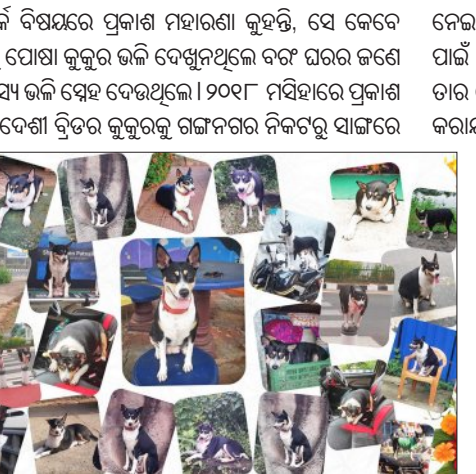 ର୍କ ବିଷୟରେ ପ୍ରକାଶ ମହାରଣା କୁହନ୍ତି, ସେ କେବେ
ପୋଷା କୁକୁର ଭଳି ଦେଖୁନଥିଲେ ବରଂ ଘରର ଜଣେ
ସ୍ୟ ଭଳି ସ୍ନେହ ଦେଉଥିଲେ । ୨୦୧୮ ମସିହାରେ ପ୍ରକାଶ
ଦେଶୀ ବ୍ରିଡର କୁକୁରକୁ ଗଙ୍ଗନଗର ନିକଟରୁ ସାଙ୍ଗରେ
ନେଇ
ପାଇଁ
ତାର